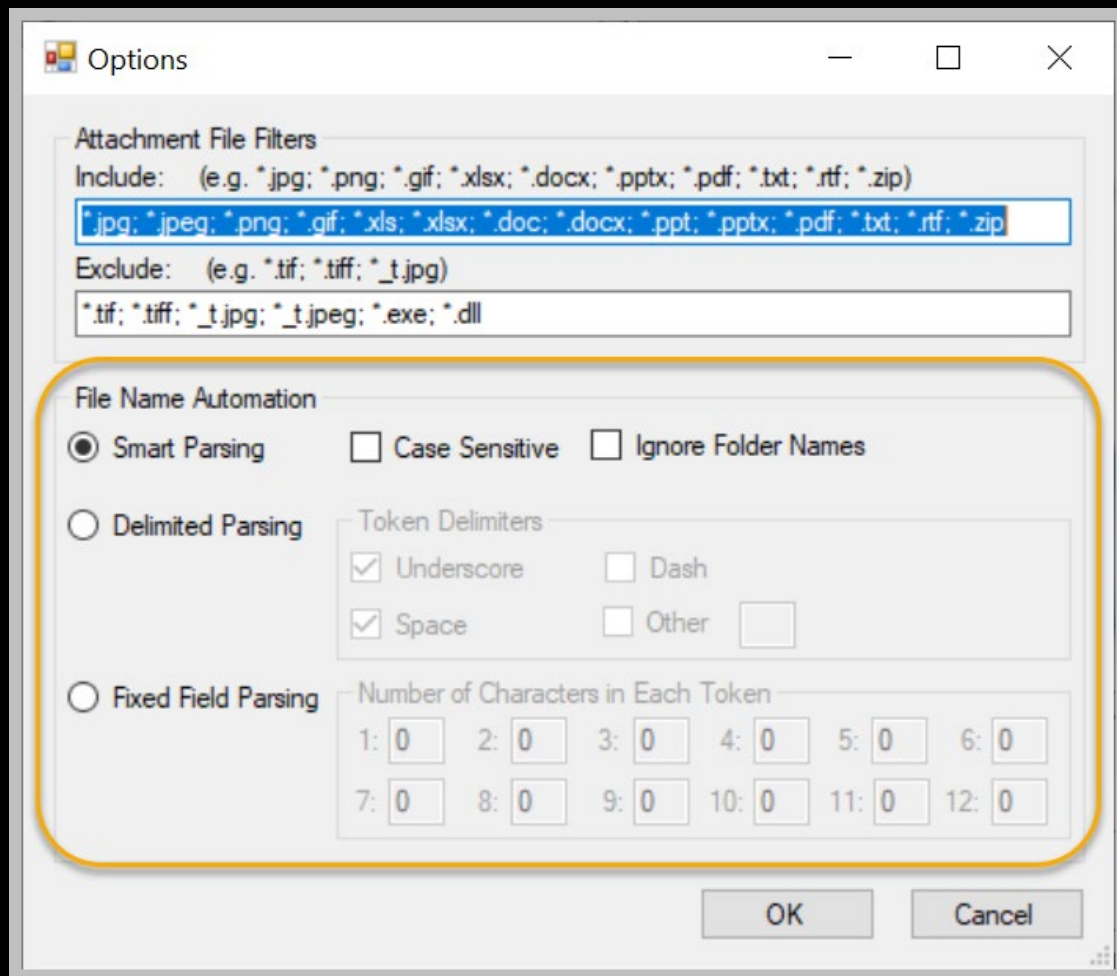 Options
Attachment File Filters
Include: (e.g. *.jpg; *.png; *.gif; *.xlsx; *.docx; *.pptx; *.pdf; *.txt; *.rtf; *.zip)
*.jpg; *.jpeg; *.png; *.gif; *.xls; *.xlsx; *.doc; *.docx; *.ppt; *.pptx; *.pdf; *.txt; *.rtf; *.zip
Exclude: (e.g. *.tif; *.tiff; *_t.jpg)
*.tif; *.tiff; *_t.jpg; *_t.jpeg; *.exe; *.dll
File Name Automation
Smart Parsing Case Sensitive Ignore Folder Names
Delimited Parsing Token Delimiters
Underscore Dash
Space Other
Fixed Field Parsing Number of Characters in Each Token
1: 0 2: 0 3: 0 4: 0 5: 0 6: 0
7: 0 8: 0 9: 0 10: 0 11: 0 12: 0
OK Cancel